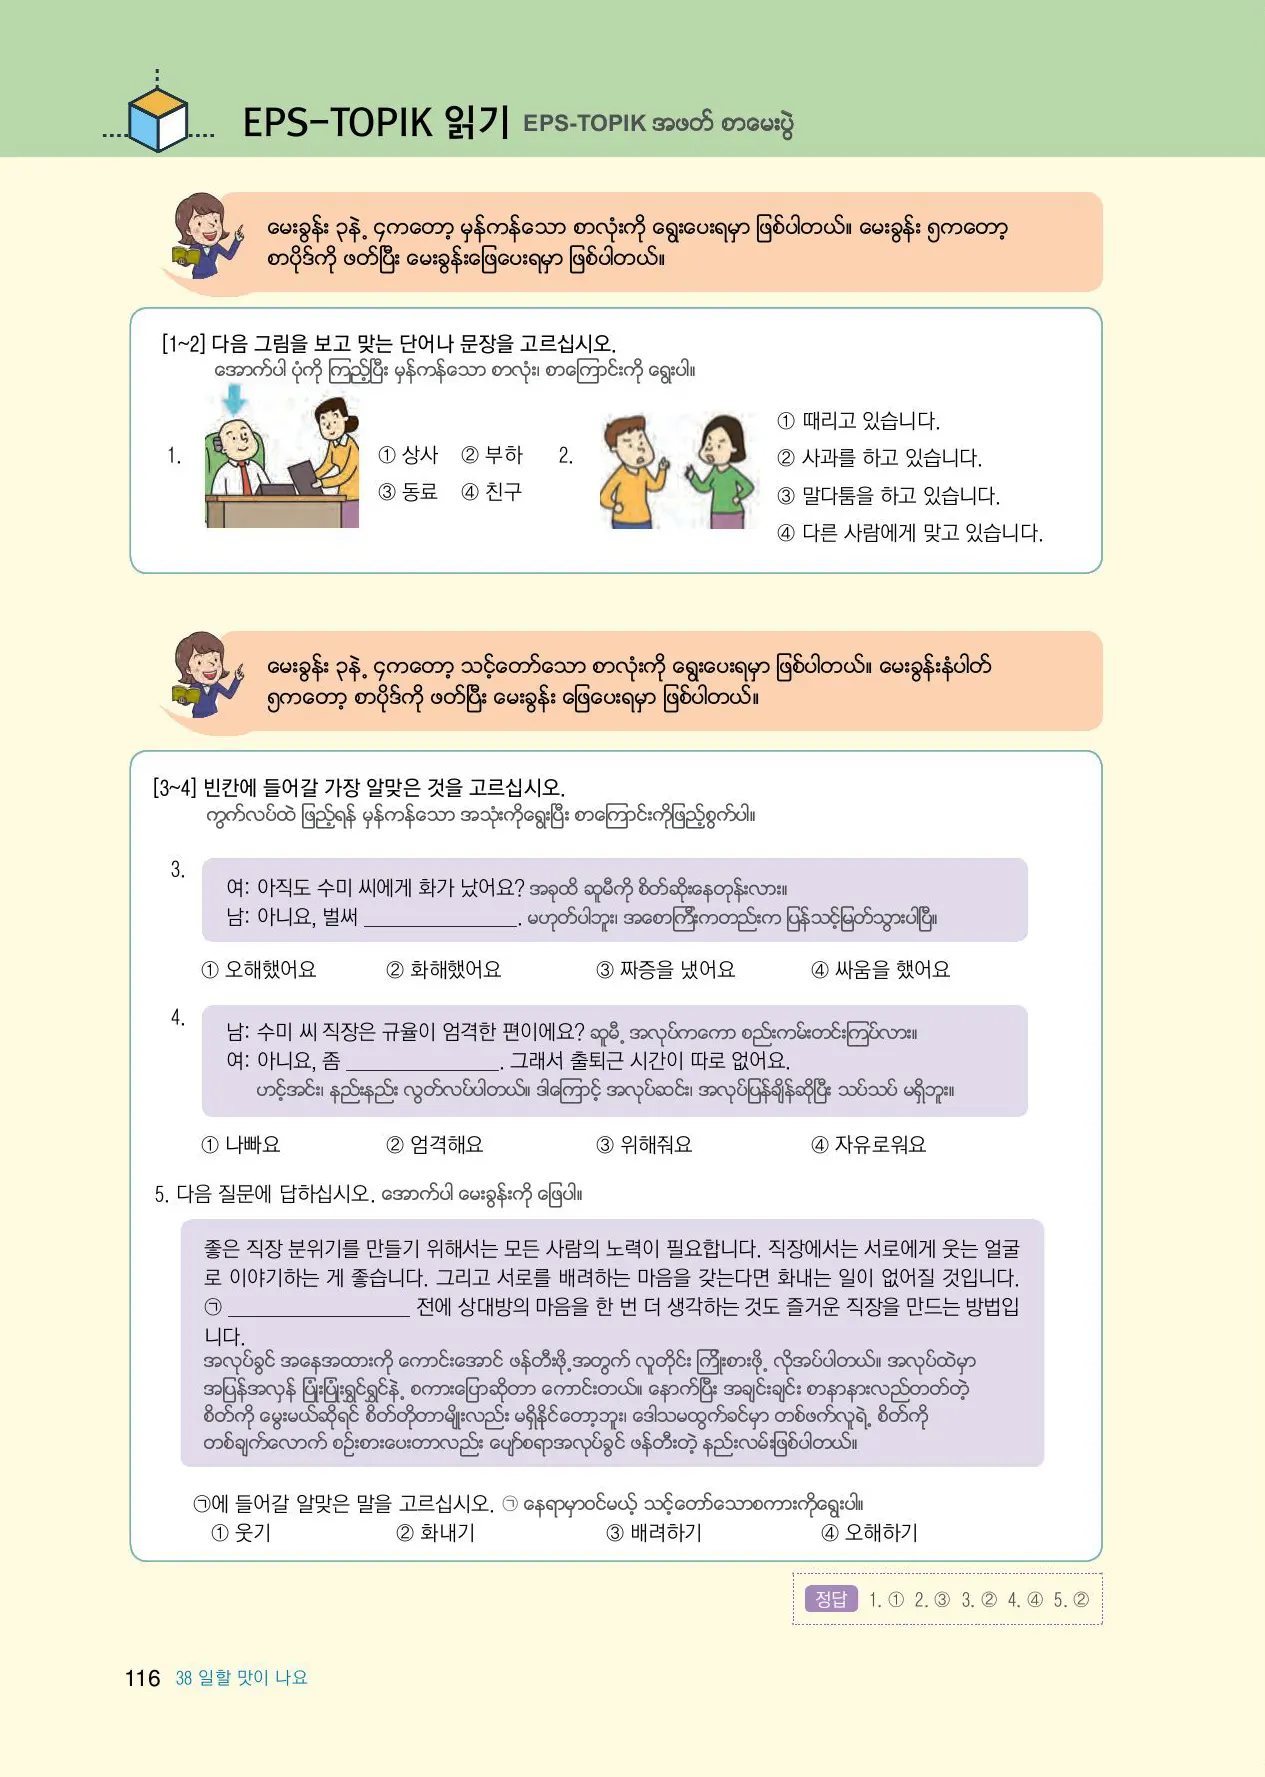 EPS-TOPIK 읽기 EPS-TOPIK အဖတ် စာမေးပွဲ
မေးခွန်း ၃နဲ့ ၄ကတော့ မှန်ကန်သော စာလုံးကို ရွေးပေးရမှာ ဖြစ်ပါတယ်။ မေးခွန်း ၅ကတော့
စာပိုဒ်ကို ဖတ်ပြီး မေးခွန်းဖြေပေးရမှာ ဖြစ်ပါတယ်။
[1~2] 다음 그림을 보고 맞는 단어나 문장을 고르십시오.
အောက်ပါ ပုံကို ကြည့်ပြီး မှန်ကန်သော စာလုံး၊ စာကြောင်းကို ရွေးပါ။
1.
① 상사 ② 부하
③ 동료 ④ 친구
2.
① 때리고 있습니다.
② 사과를 하고 있습니다.
③ 말다툼을 하고 있습니다.
④ 다른 사람에게 맞고 있습니다.
မေးခွန်း ၃နဲ့ ၄ကတော့ သင့်တော်သော စာလုံးကို ရွေးပေးရမှာ ဖြစ်ပါတယ်။ မေးခွန်းနံပါတ်
၅ကတော့ စာပိုဒ်ကို ဖတ်ပြီး မေးခွန်း ဖြေပေးရမှာ ဖြစ်ပါတယ်။
[3~4] 빈칸에 들어갈 가장 알맞은 것을 고르십시오.
ကွက်လပ်ထဲ ဖြည့်ရန် မှန်ကန်သော အသုံးကိုရွေးပြီး စာကြောင်းကိုဖြည့်စွက်ပါ။
3.
여: 아직도 수미 씨에게 화가 났어요? အခုထိ ဆူမီကို စိတ်ဆိုးနေတုန်းလား။
남: 아니요, 벌써 ______________. မဟုတ်ပါဘူး၊ အစောကြီးကတည်းက ပြန်သင့်မြတ်သွားပါပြီ။
① 오해했어요 ② 화해했어요 ③ 짜증을 냈어요 ④ 싸움을 했어요
4.
남: 수미 씨 직장은 규율이 엄격한 편이에요? ဆူမီ့ အလုပ်ကကော စည်းကမ်းတင်းကြပ်လား။
여: 아니요, 좀 ______________. 그래서 출퇴근 시간이 따로 없어요.
ဟင့်အင်း၊ နည်းနည်း လွတ်လပ်ပါတယ်။ ဒါကြောင့် အလုပ်ဆင်း၊ အလုပ်ပြန်ချိန်ဆိုပြီး သပ်သပ် မရှိဘူး။
① 나빠요 ② 엄격해요 ③ 위해줘요 ④ 자유로워요
5. 다음 질문에 답하십시오. အောက်ပါ မေးခွန်းကို ဖြေပါ။
좋은 직장 분위기를 만들기 위해서는 모든 사람의 노력이 필요합니다. 직장에서는 서로에게 웃는 얼굴
로 이야기하는 게 좋습니다. 그리고 서로를 배려하는 마음을 갖는다면 화내는 일이 없어질 것입니다.
㉠ ________________ 전에 상대방의 마음을 한 번 더 생각하는 것도 즐거운 직장을 만드는 방법입
니다.
အလုပ်ခွင် အနေအထားကို ကောင်းအောင် ဖန်တီးဖို့အတွက် လူတိုင်း ကြိုးစားဖို့ လိုအပ်ပါတယ်။ အလုပ်ထဲမှာ
အပြန်အလှန် ပြုံးပြုံးရွှင်ရွှင်နဲ့ စကားပြောဆိုတာ ကောင်းတယ်။ နောက်ပြီး အချင်းချင်း စာနာနားလည်တတ်တဲ့
စိတ်ကို မွေးမယ်ဆိုရင် စိတ်တိုတာမျိုးလည်း မရှိနိုင်တော့ဘူး၊ ဒေါသမထွက်ခင်မှာ တစ်ဖက်လူရဲ့ စိတ်ကို
တစ်ချက်လောက် စဉ်းစားပေးတာလည်း ပျော်စရာအလုပ်ခွင် ဖန်တီးတဲ့ နည်းလမ်းဖြစ်ပါတယ်။
㉠에 들어갈 알맞은 말을 고르십시오. ㉠ နေရာမှာဝင်မယ့် သင့်တော်သောစကားကိုရွေးပါ။
① 웃기 ② 화내기 ③ 배려하기 ④ 오해하기
정답 1. ① 2. ③ 3. ② 4. ④ 5. ②
116 38 일할 맛이 나요